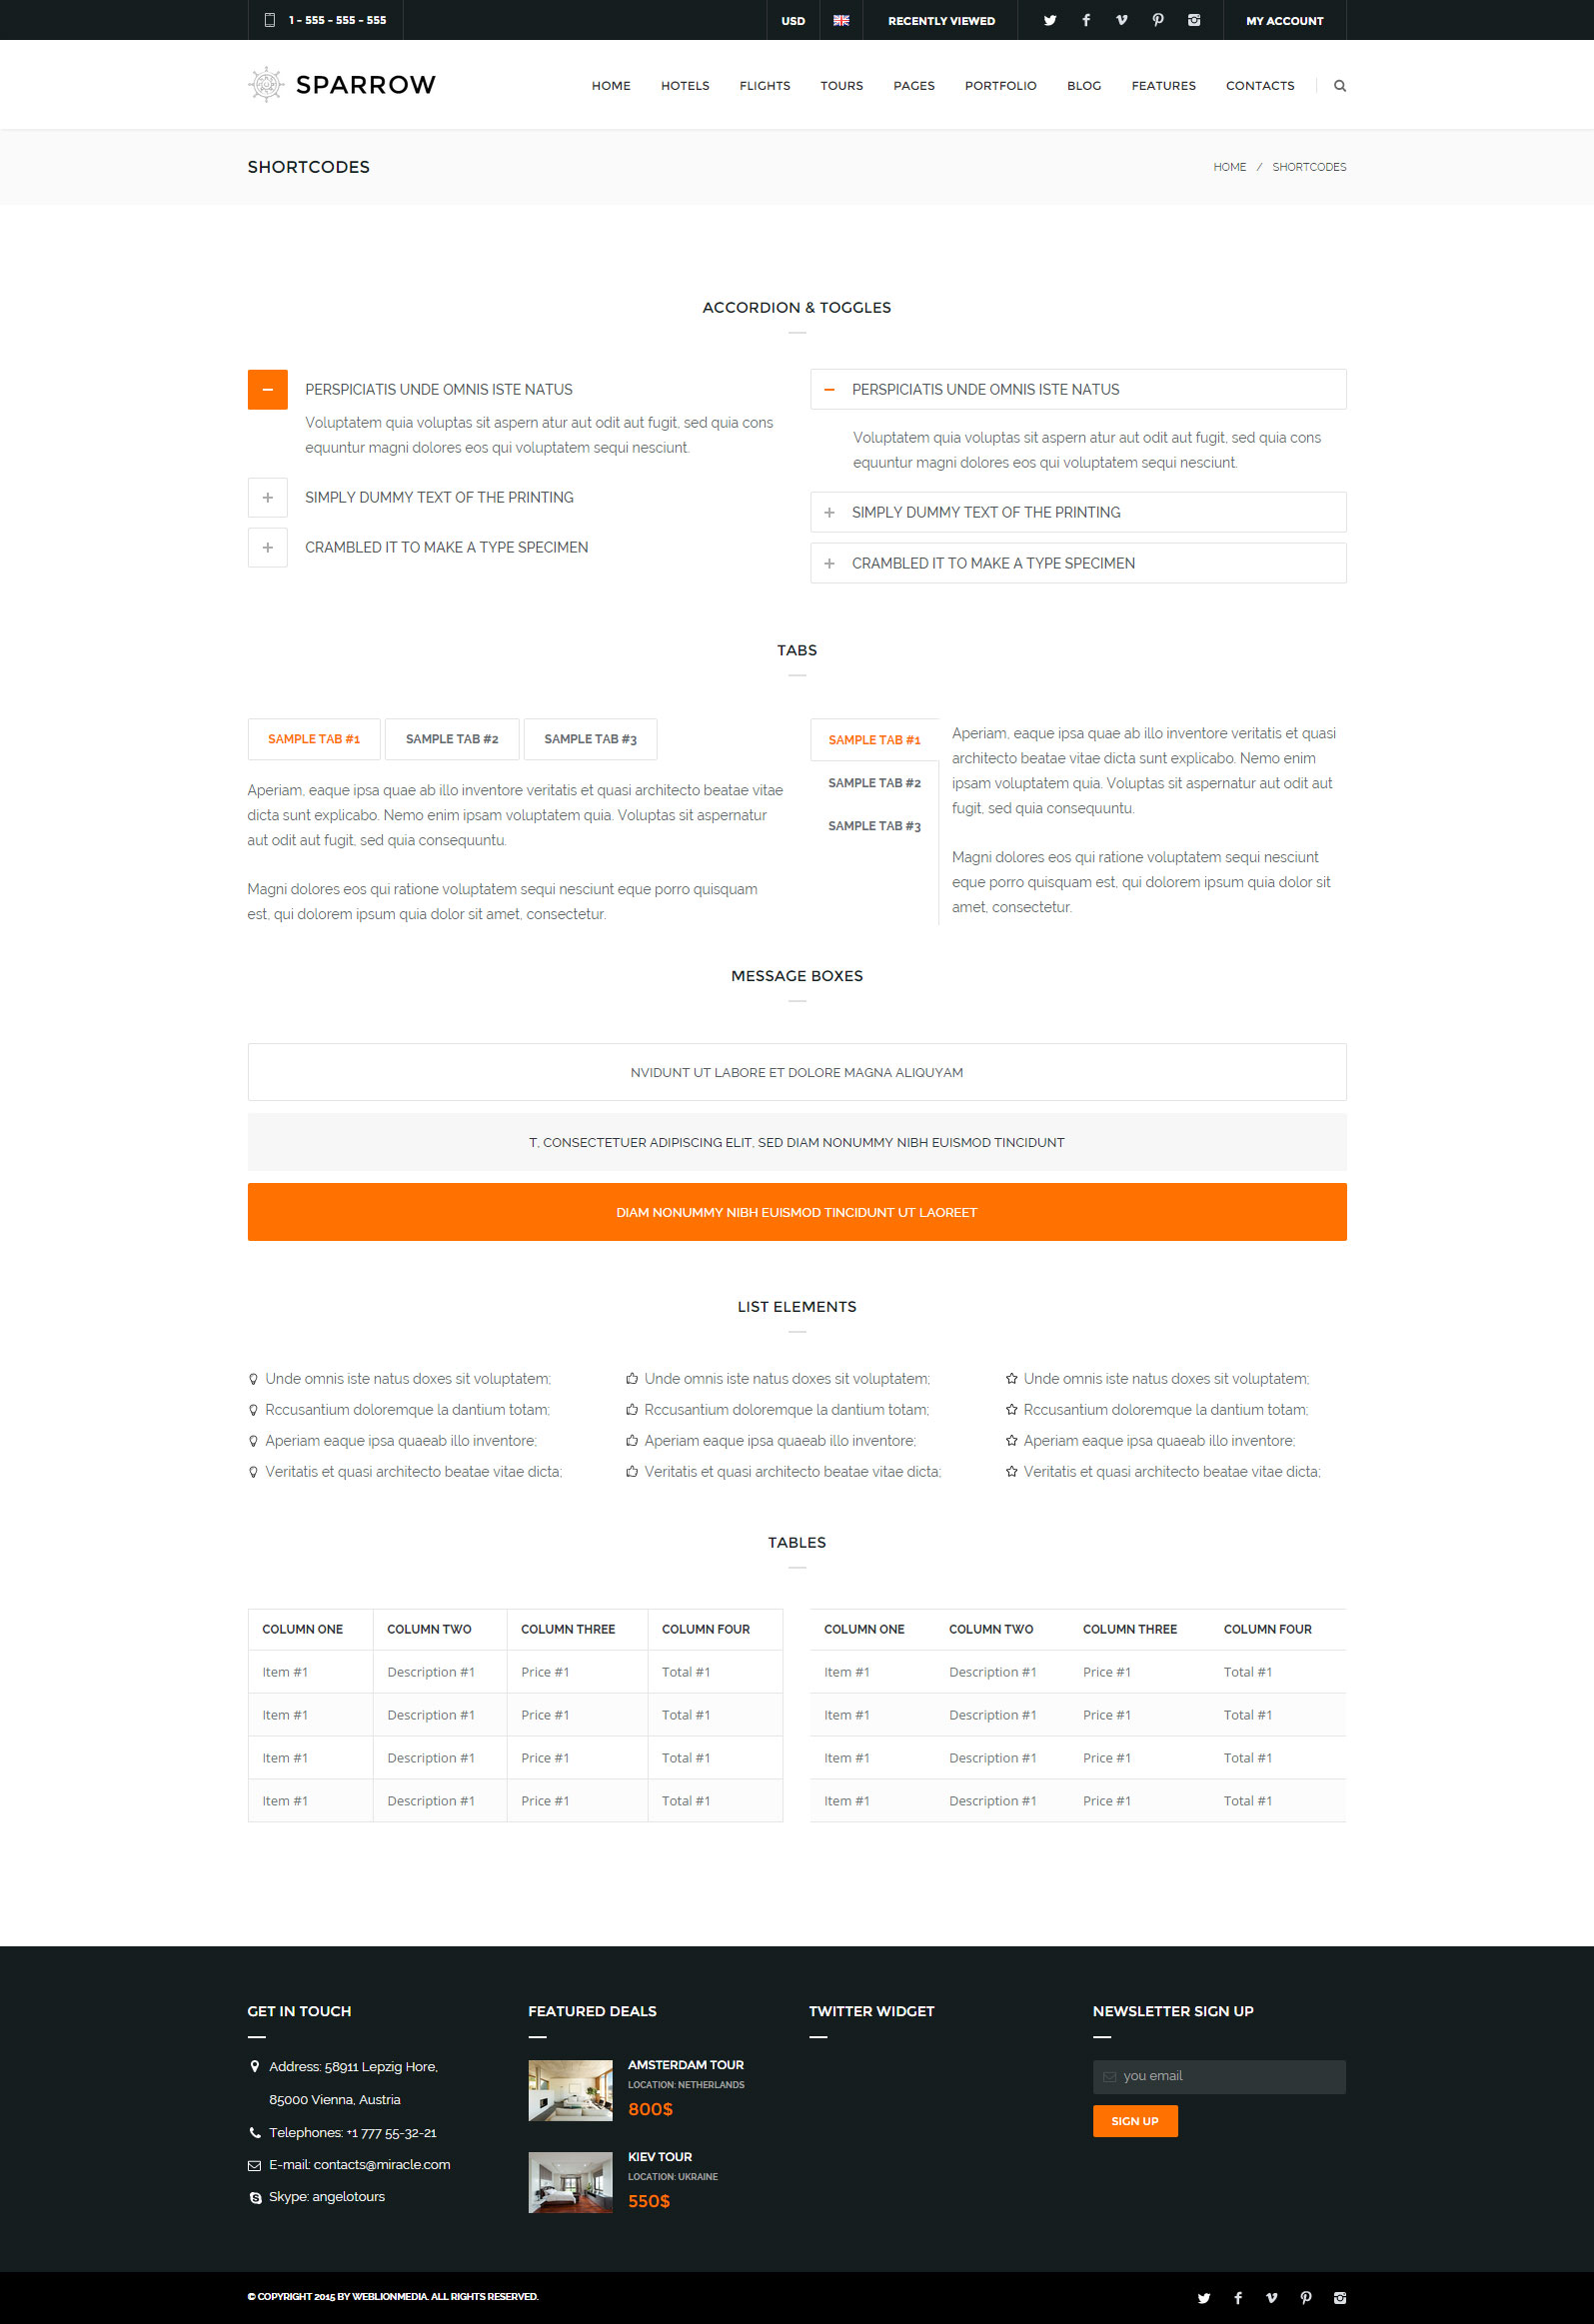 1 - 555 - 555 - 555
USD
RECENTLY VIEWED
MY ACCOUNT
SPARROW
HOME HOTELS FLIGHTS TOURS PAGES PORTFOLIO BLOG FEATURES CONTACTS
SHORTCODES
HOME / SHORTCODES
ACCORDION & TOGGLES
PERSPICIATIS UNDE OMNIS ISTE NATUS
Voluptatem quia voluptas sit aspern atur aut odit aut fugit, sed quia cons
equuntur magni dolores eos qui voluptatem sequi nesciunt.
SIMPLY DUMMY TEXT OF THE PRINTING
CRAMBLED IT TO MAKE A TYPE SPECIMEN
PERSPICIATIS UNDE OMNIS ISTE NATUS
Voluptatem quia voluptas sit aspern atur aut odit aut fugit, sed quia cons
equuntur magni dolores eos qui voluptatem sequi nesciunt.
SIMPLY DUMMY TEXT OF THE PRINTING
CRAMBLED IT TO MAKE A TYPE SPECIMEN
TABS
SAMPLE TAB #1 SAMPLE TAB #2 SAMPLE TAB #3
Aperiam, eaque ipsa quae ab illo inventore veritatis et quasi architecto beatae vitae
dicta sunt explicabo. Nemo enim ipsam voluptatem quia. Voluptas sit aspernatur
aut odit aut fugit, sed quia consequuntu.
Magni dolores eos qui ratione voluptatem sequi nesciunt eque porro quisquam
est, qui dolorem ipsum quia dolor sit amet, consectetur.
SAMPLE TAB #1
SAMPLE TAB #2
SAMPLE TAB #3
Aperiam, eaque ipsa quae ab illo inventore veritatis et quasi
architecto beatae vitae dicta sunt explicabo. Nemo enim
ipsam voluptatem quia. Voluptas sit aspernatur aut odit aut
fugit, sed quia consequuntu.
Magni dolores eos qui ratione voluptatem sequi nesciunt
eque porro quisquam est, qui dolorem ipsum quia dolor sit
amet, consectetur.
MESSAGE BOXES
NVIDUNT UT LABORE ET DOLORE MAGNA ALIQUYAM
T, CONSECTETUER ADIPISCING ELIT, SED DIAM NONUMMY NIBH EUISMOD TINCIDUNT
DIAM NONUMMY NIBH EUISMOD TINCIDUNT UT LAOREET
LIST ELEMENTS
Unde omnis iste natus doxes sit voluptatem;
Rccusantium doloremque la dantium totam;
Aperiam eaque ipsa quaeab illo inventore;
Veritatis et quasi architecto beatae vitae dicta;
Unde omnis iste natus doxes sit voluptatem;
Rccusantium doloremque la dantium totam;
Aperiam eaque ipsa quaeab illo inventore;
Veritatis et quasi architecto beatae vitae dicta;
Unde omnis iste natus doxes sit voluptatem;
Rccusantium doloremque la dantium totam;
Aperiam eaque ipsa quaeab illo inventore;
Veritatis et quasi architecto beatae vitae dicta;
TABLES
COLUMN ONE COLUMN TWO COLUMN THREE COLUMN FOUR
Item #1 Description #1 Price #1 Total #1
Item #1 Description #1 Price #1 Total #1
Item #1 Description #1 Price #1 Total #1
Item #1 Description #1 Price #1 Total #1
COLUMN ONE COLUMN TWO COLUMN THREE COLUMN FOUR
Item #1 Description #1 Price #1 Total #1
Item #1 Description #1 Price #1 Total #1
Item #1 Description #1 Price #1 Total #1
Item #1 Description #1 Price #1 Total #1
GET IN TOUCH
Address: 58911 Lepzig Hore,
85000 Vienna, Austria
Telephones: +1 777 55-32-21
E-mail: contacts@miracle.com
Skype: angelotours
FEATURED DEALS
AMSTERDAM TOUR
LOCATION: NETHERLANDS
800$
KIEV TOUR
LOCATION: UKRAINE
550$
TWITTER WIDGET
NEWSLETTER SIGN UP
you email
SIGN UP
© COPYRIGHT 2015 BY WEBLIONMEDIA. ALL RIGHTS RESERVED.